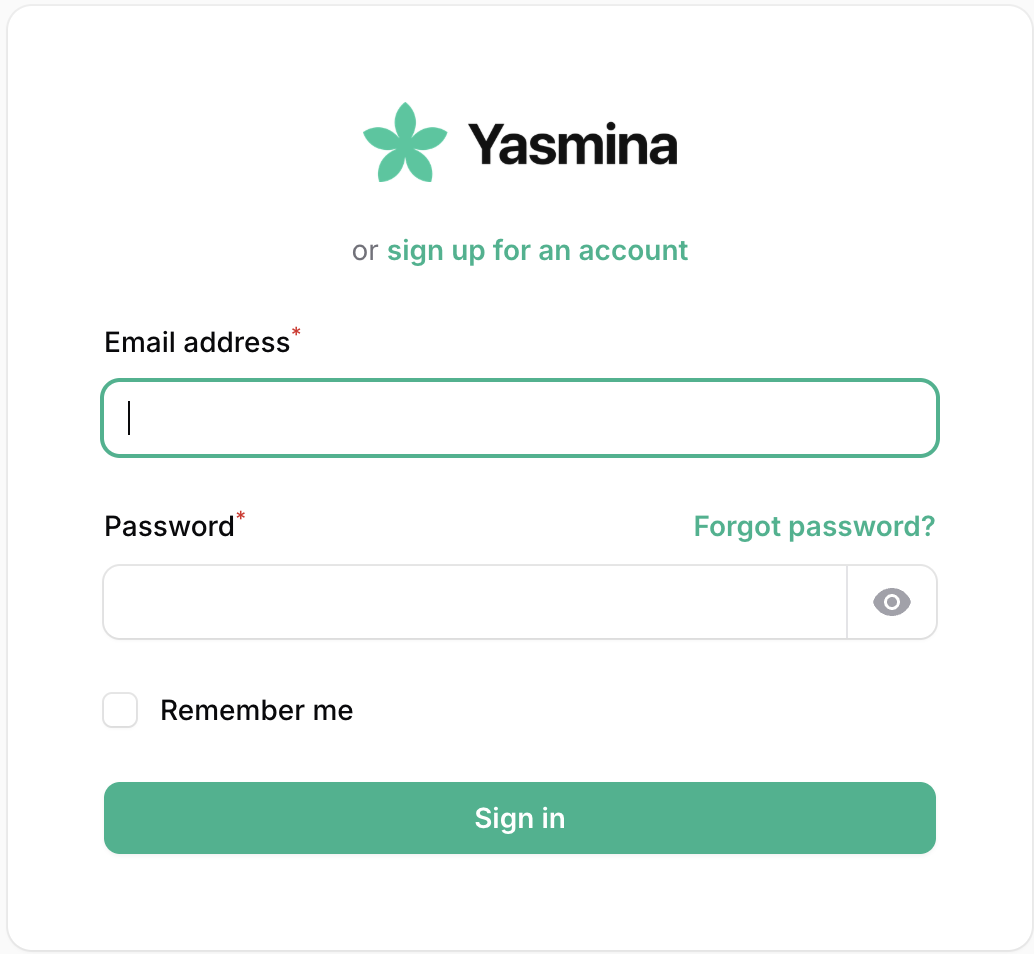 Yasmina
or sign up for an account
Email address*
Password*
Forgot password?
Remember me
Sign in